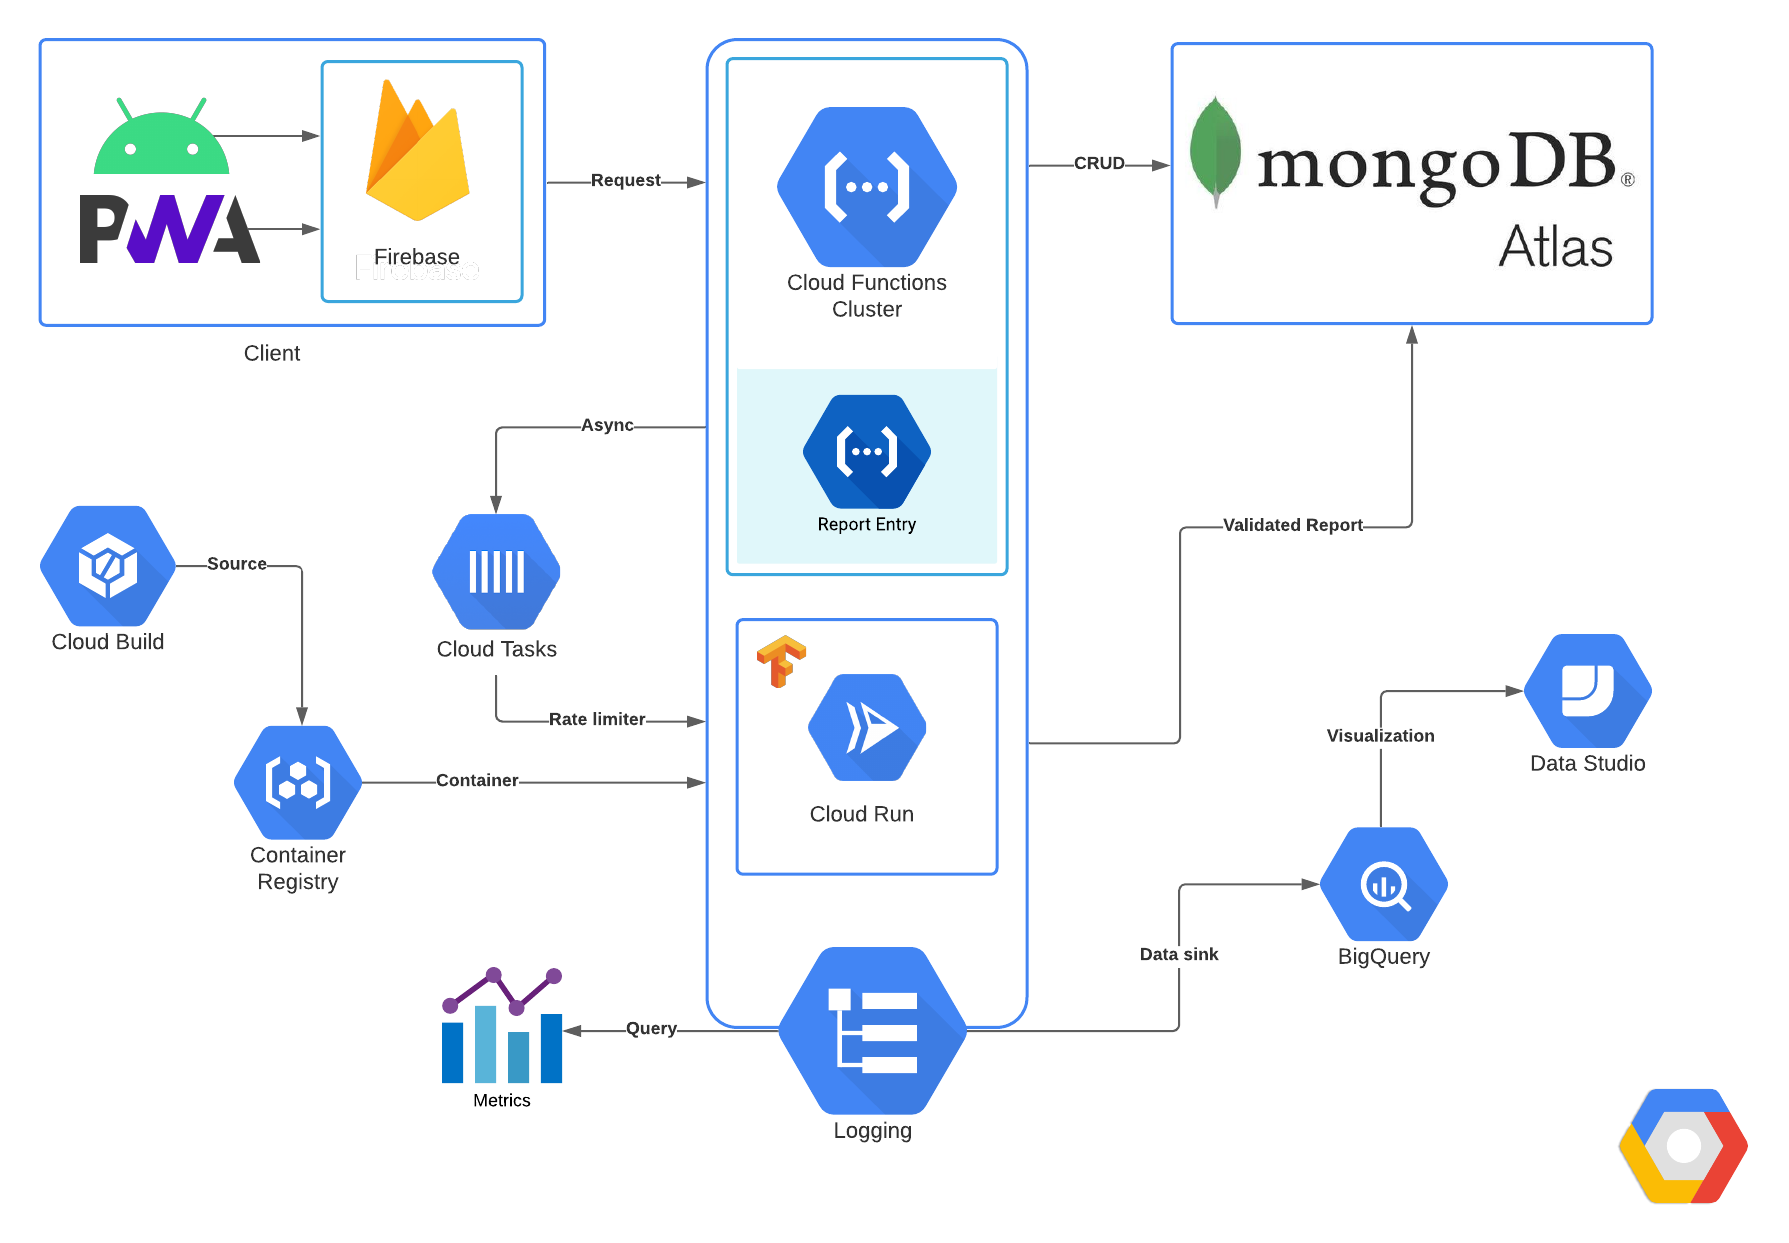 PWA
Firebase
Firebase
Client
Request
Cloud Functions
Cluster
CRUD
mongoDB®
Atlas
Async
Report Entry
Validated Report
Source
Cloud Build
Cloud Tasks
Rate limiter
Container
Container
Registry
Cloud Run
Visualization
Data Studio
Data sink
BigQuery
Query
Metrics
Logging